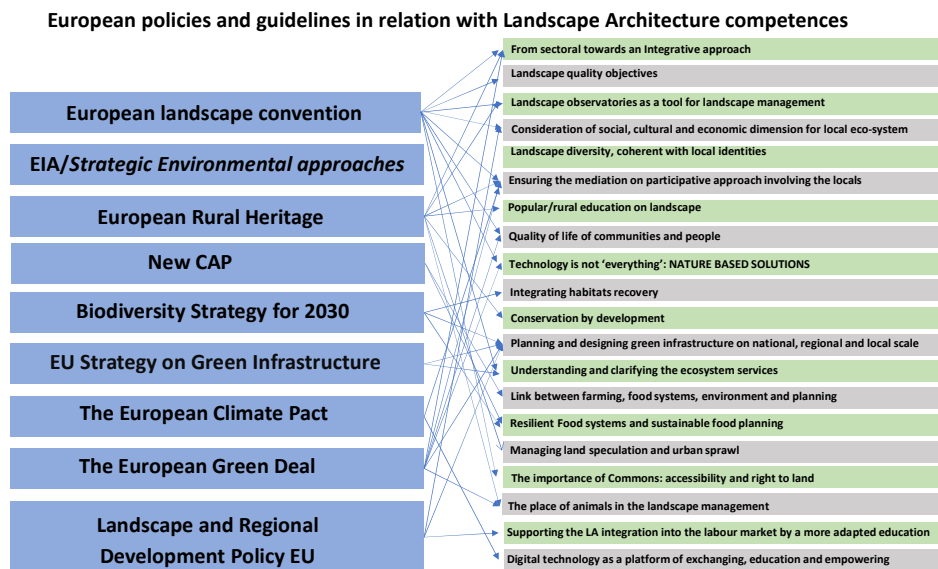 European policies and guidelines in relation with Landscape Architecture competences
European landscape convention
EIA/Strategic Environmental approaches
European Rural Heritage
New CAP
Biodiversity Strategy for 2030
EU Strategy on Green Infrastructure
The European Climate Pact
The European Green Deal
Landscape and Regional
Development Policy EU
From sectoral towards an Integrative approach
Landscape quality objectives
Landscape observatories as a tool for landscape management
Consideration of social, cultural and economic dimension for local eco-system
Landscape diversity, coherent with local identities
Ensuring the mediation on participative approach involving the locals
Popular/rural education on landscape
Quality of life of communities and people
Technology is not ‘everything’: NATURE BASED SOLUTIONS
Integrating habitats recovery
Conservation by development
Planning and designing green infrastructure on national, regional and local scale
Understanding and clarifying the ecosystem services
Link between farming, food systems, environment and planning
Resilient Food systems and sustainable food planning
Managing land speculation and urban sprawl
The importance of Commons: accessibility and right to land
The place of animals in the landscape management
Supporting the LA integration into the labour market by a more adapted education
Digital technology as a platform of exchanging, education and empowering